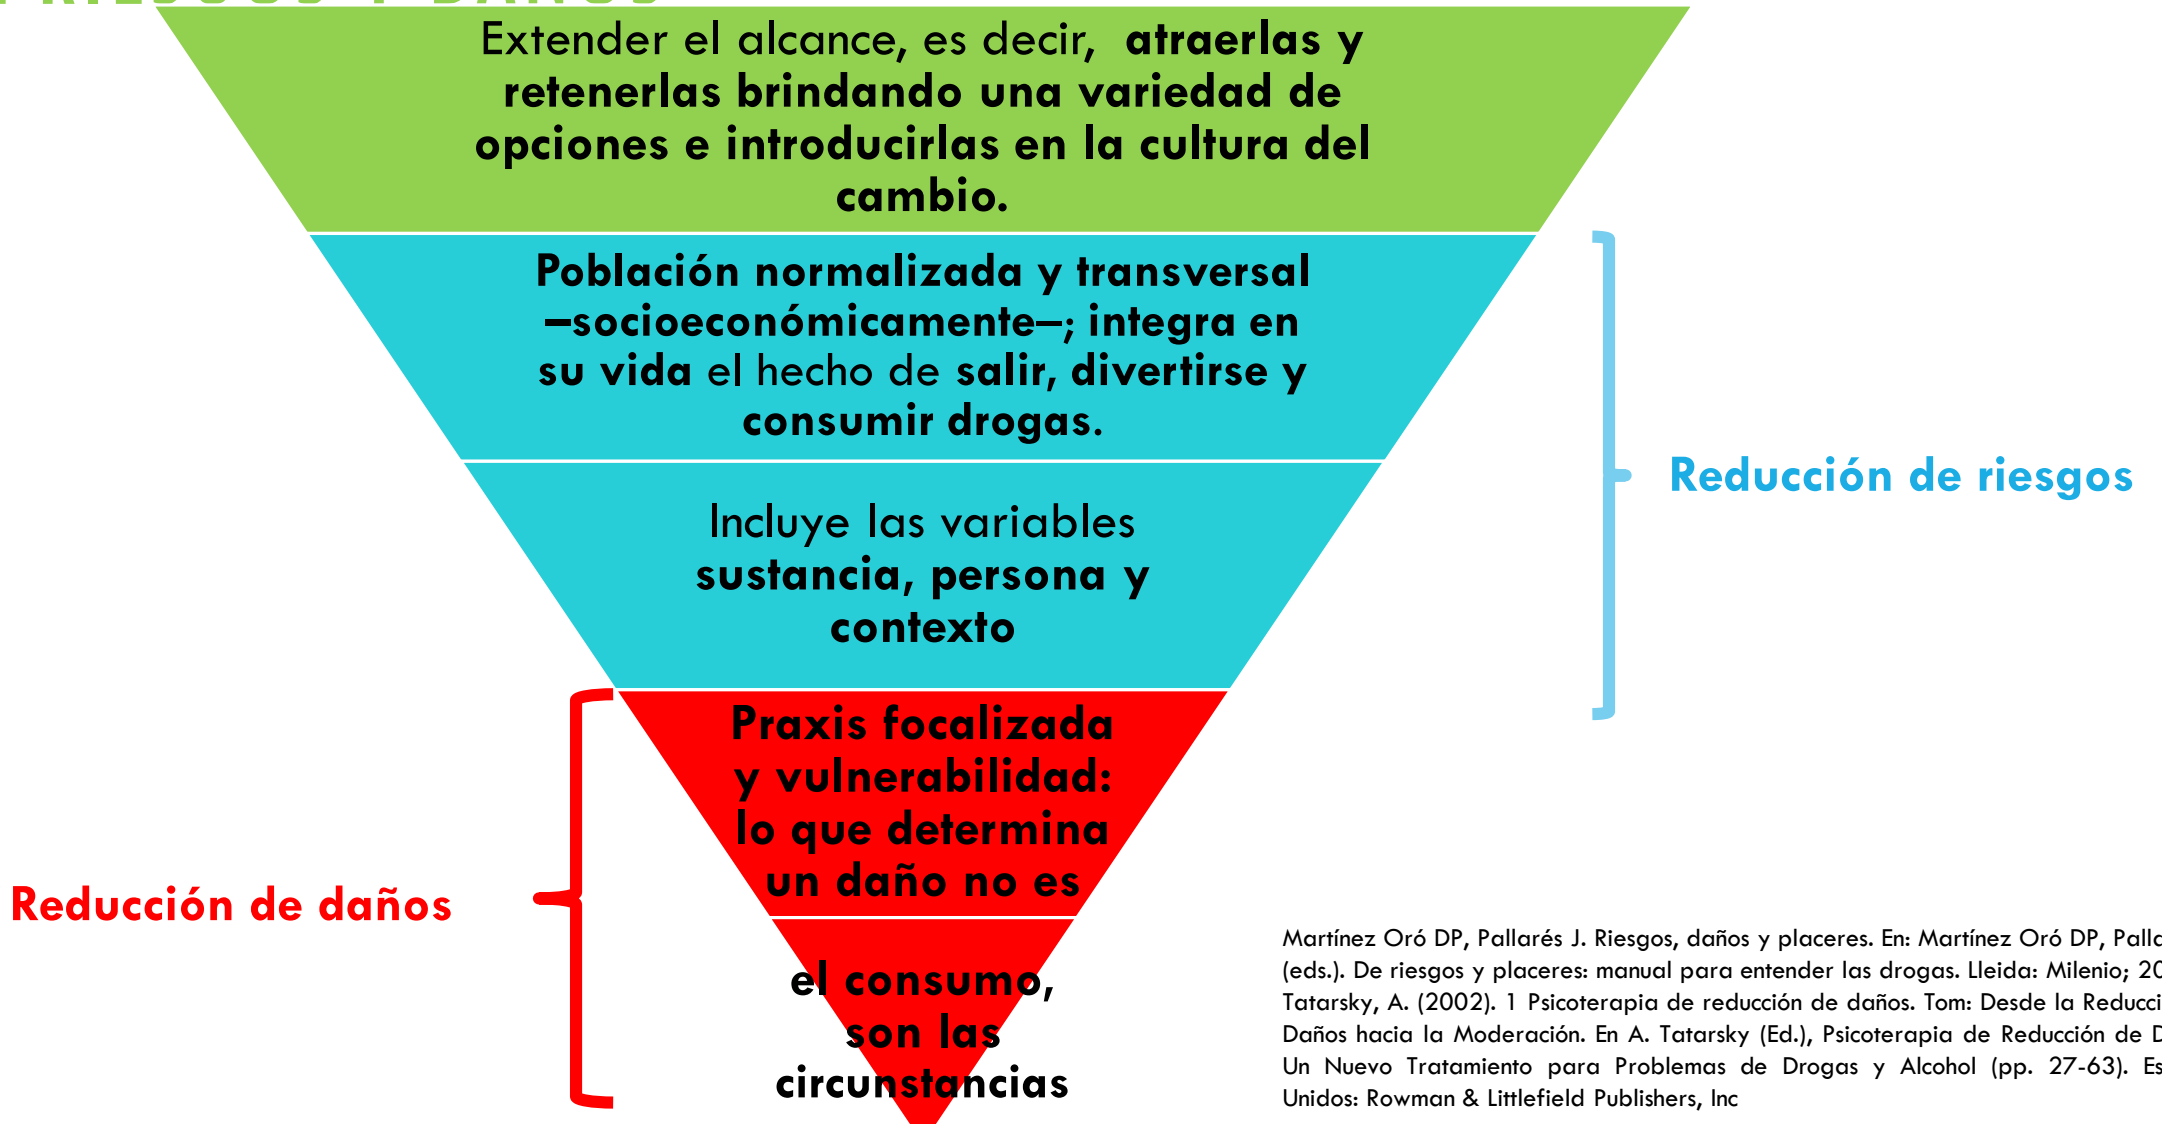 RIESGOS Y DAÑOS
Extender el alcance, es decir, atraerlas y
retenerlas brindando una variedad de
opciones e introducirlas en la cultura del
cambio.
Población normalizada y transversal
–socioeconómicamente–; integra en
su vida el hecho de salir, divertirse y
consumir drogas.
Incluye las variables
sustancia, persona y
contexto
Reducción de riesgos
Praxis focalizada
y vulnerabilidad:
lo que determina
un daño no es
el consumo,
son las
circunstancias
Reducción de daños
Martínez Oró DP, Pallarés J. Riesgos, daños y placeres. En: Martínez Oró DP,
(eds.). De riesgos y placeres: manual para entender las drogas. Lleida: Milenio;
Tatarsky, A. (2002). 1 Psicoterapia de reducción de daños. Tom: Desde la
Daños hacia la Moderación. En A. Tatarsky (Ed.), Psicoterapia de Reducción de
Un Nuevo Tratamiento para Problemas de Drogas y Alcohol (pp. 27-63).
Unidos: Rowman & Littlefield Publishers, Inc